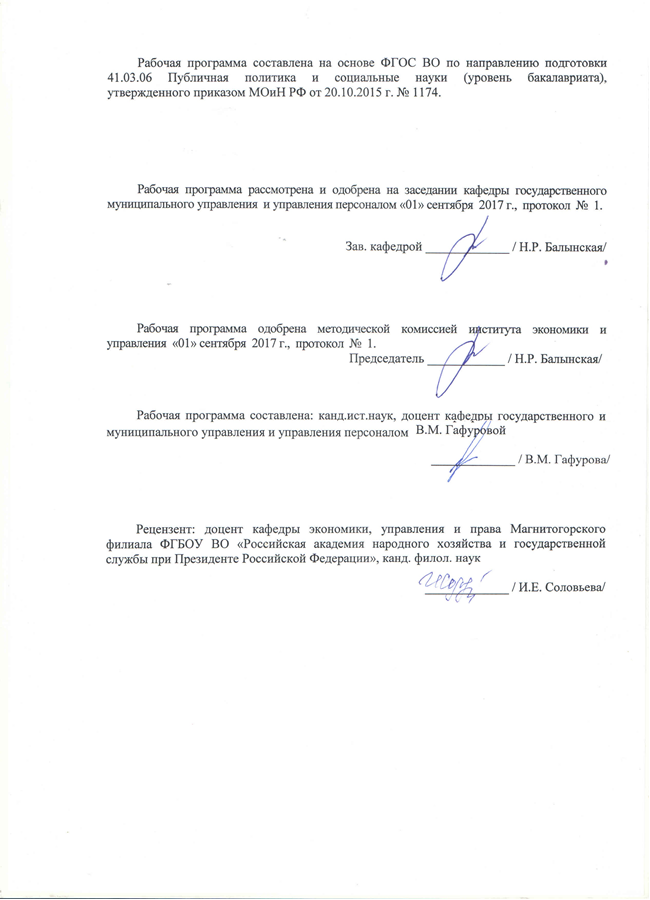 Рабочая программа составлена на основе ФГОС ВО по направлению подготовки
41.03.06 Публичная политика и социальные науки (уровень бакалавриата),
утвержденного приказом МОиН РФ от 20.10.2015 г. № 1174.
Рабочая программа рассмотрена и одобрена на заседании кафедры государственного
муниципального управления и управления персоналом «01» сентября 2017 г., протокол № 1.
Зав. кафедрой ______________ / Н.Р. Балынская/
Рабочая программа одобрена методической комиссией института экономики и
управления «01» сентября 2017 г., протокол № 1.
Председатель _____________ / Н.Р. Балынская/
Рабочая программа составлена: канд.ист.наук, доцент кафедры государственного и
муниципального управления и управления персоналом В.М. Гафуровой
______________ / В.М. Гафурова/
Рецензент: доцент кафедры экономики, управления и права Магнитогорского
филиала ФГБОУ ВО «Российская академия народного хозяйства и государственной
службы при Президенте Российской Федерации», канд. филол. наук
______________ / И.Е. Соловьева/